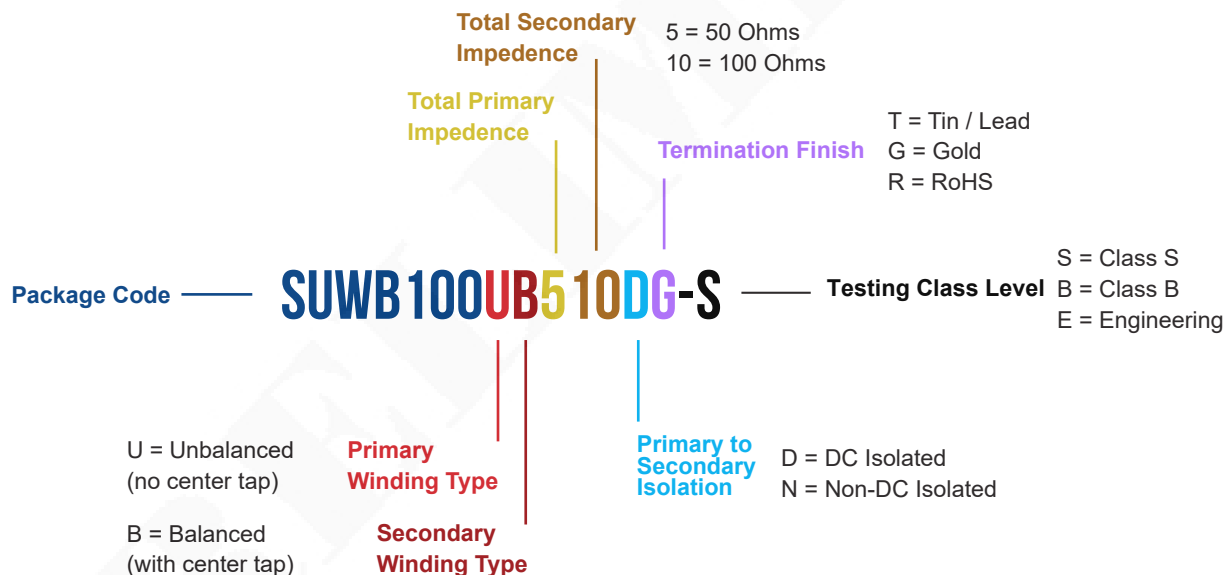 Total Secondary
Impedence
5 = 50 Ohms
10 = 100 Ohms
Total Primary
Impedence
Termination Finish
T = Tin / Lead
G = Gold
R = RoHS
Package Code
SUWB100UB510DG-S
Testing Class Level
S = Class S
B = Class B
E = Engineering
U = Unbalanced
(no center tap)
Primary
Winding Type
Primary to
Secondary
Isolation
D = DC Isolated
N = Non-DC Isolated
B = Balanced
(with center tap)
Secondary
Winding Type